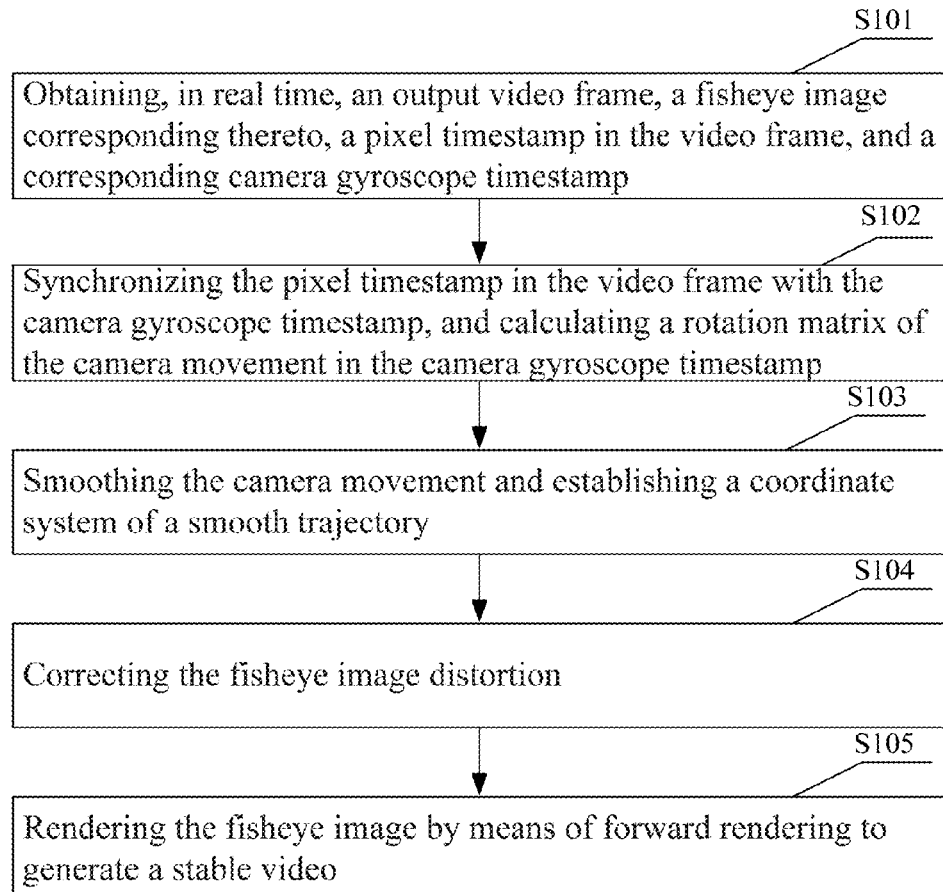 S101
Obtaining, in real time, an output video frame, a fisheye image
corresponding thereto, a pixel timestamp in the video frame, and a
corresponding camera gyroscope timestamp
S102
Synchronizing the pixel timestamp in the video frame with the
camera gyroscope timestamp, and calculating a rotation matrix of
the camera movement in the camera gyroscope timestamp
S103
Smoothing the camera movement and establishing a coordinate
system of a smooth trajectory
S104
Correcting the fisheye image distortion
S105
Rendering the fisheye image by means of forward rendering to
generate a stable video